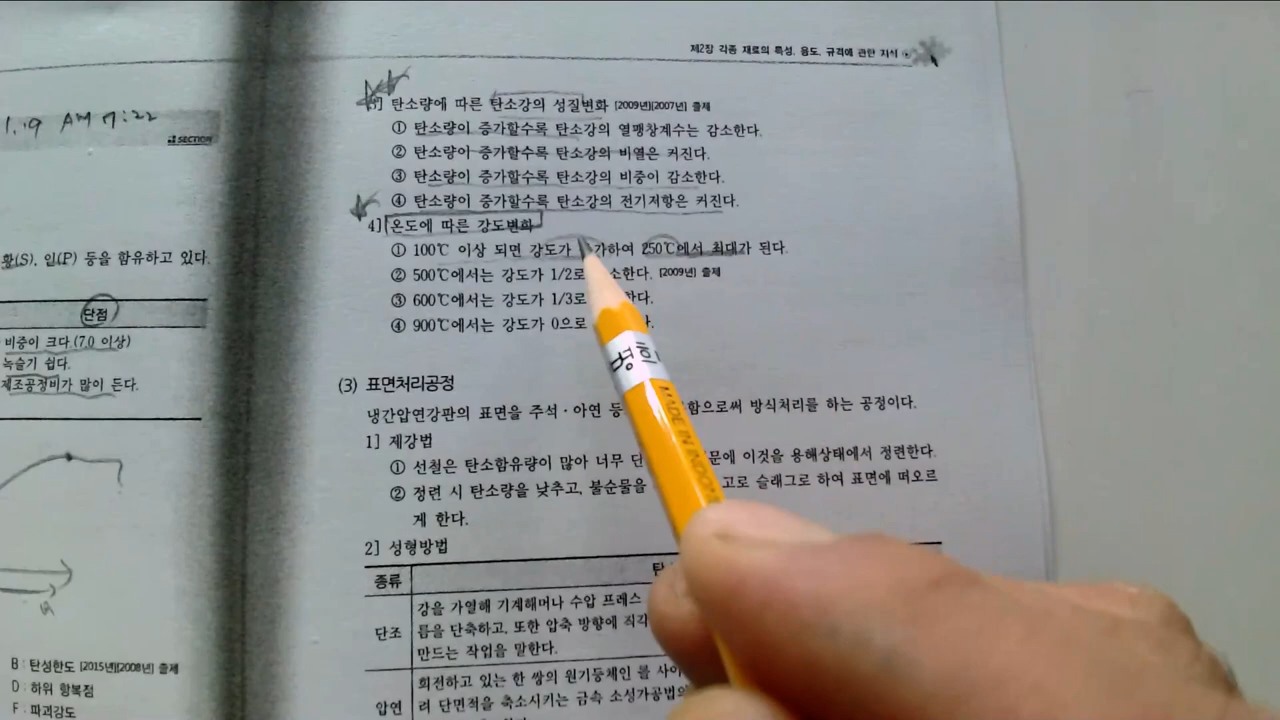 제2장 각종 재료의 특성, 용도, 규격에 관한 지식
1.19 AM 7:22
SECTION
황(S), 인(P) 등을 함유하고 있다.
단점
비중이 크다.(7.0 이상)
녹슬기 쉽다.
제조공정비가 많이 든다.
B : 탄성한도 [2015년][2008년] 출제
D : 하위 항복점
F : 파괴강도
3] 탄소량에 따른 탄소강의 성질변화 [2009년][2007년] 출제
① 탄소량이 증가할수록 탄소강의 열팽창계수는 감소한다.
② 탄소량이 증가할수록 탄소강의 비열은 커진다.
③ 탄소량이 증가할수록 탄소강의 비중이 감소한다.
④ 탄소량이 증가할수록 탄소강의 전기저항은 커진다.
4] 온도에 따른 강도변화
① 100℃ 이상 되면 강도가 가하여 250℃에서 최대가 된다.
② 500℃에서는 강도가 1/2로 소한다. [2009년] 출제
③ 600℃에서는 강도가 1/3로 한다.
④ 900℃에서는 강도가 0으로 다.
(3) 표면처리공정
냉간압연강판의 표면을 주석·아연 등 함으로써 방식처리를 하는 공정이다.
1] 제강법
① 선철은 탄소함유량이 많아 너무 단 문에 이것을 용해상태에서 정련한다.
② 정련 시 탄소량을 낮추고, 불순물을 고로 슬래그로 하여 표면에 떠오르
게 한다.
2] 성형방법
종류
단조
강을 가열해 기계해머나 수압 프레스
름을 단축하고, 또한 압축 방향에 직각
만드는 작업을 말한다.
압연
회전하고 있는 한 쌍의 원기둥체인 롤 사이
려 단면적을 축소시키는 금속 소성가공법의
명희
MADE IN INDO